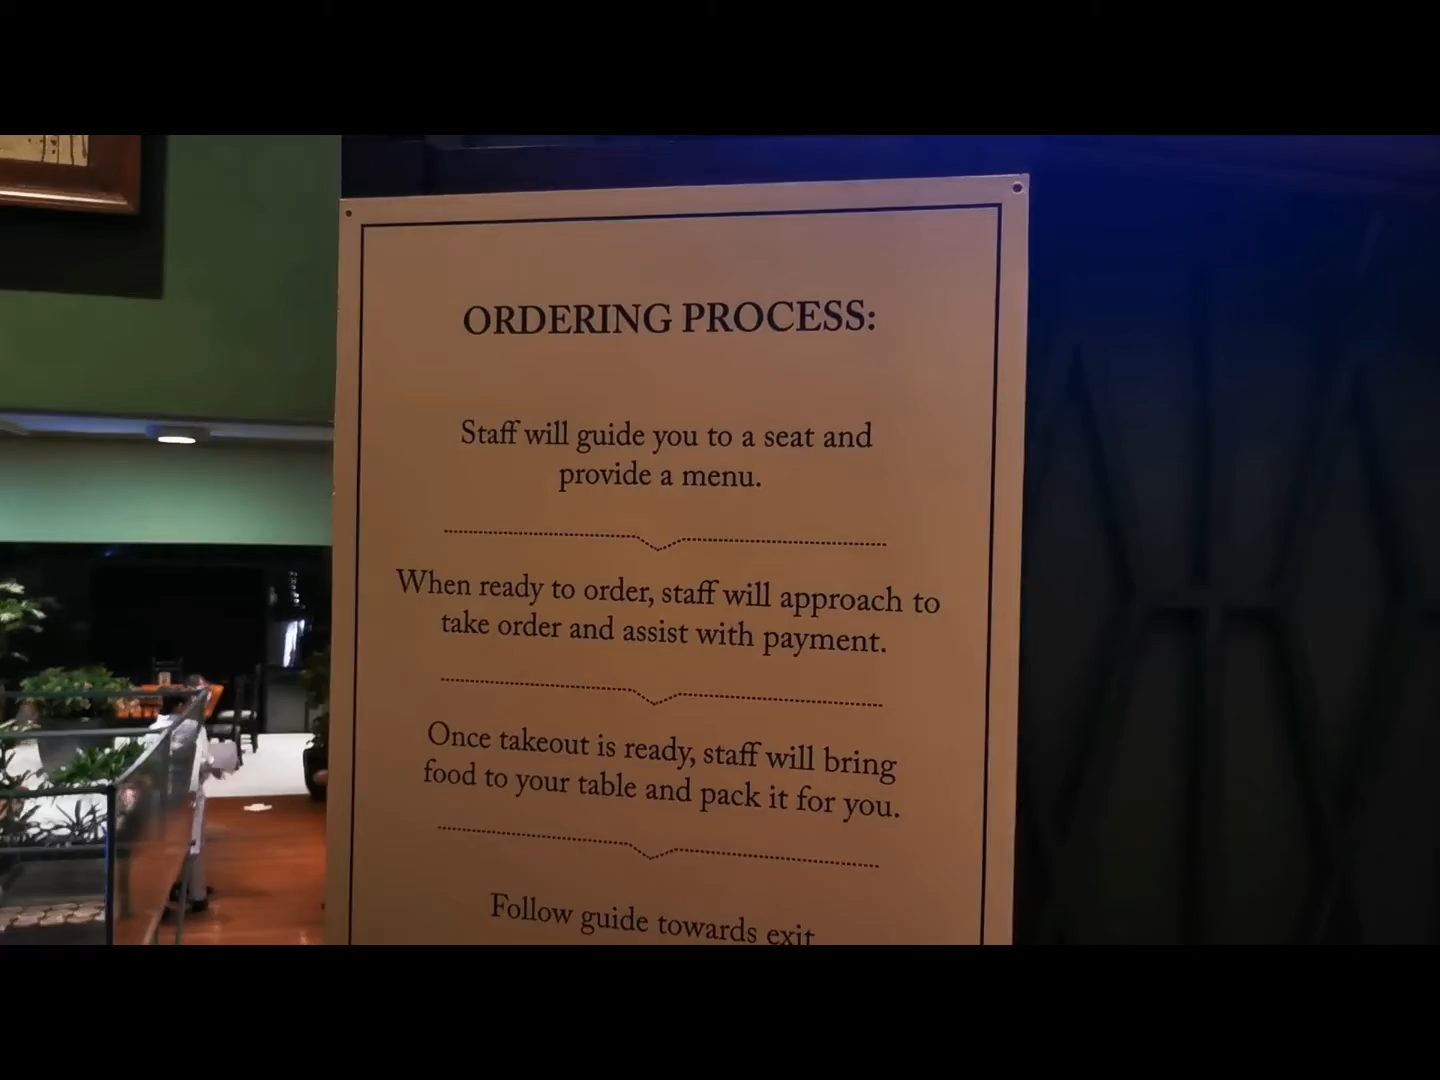 ORDERING PROCESS:
Staff will guide you to a seat and
provide a menu.
When ready to order, staff will approach to
take order and assist with payment.
Once takeout is ready, staff will bring
food to your table and pack it for you.
Follow guide towards exit